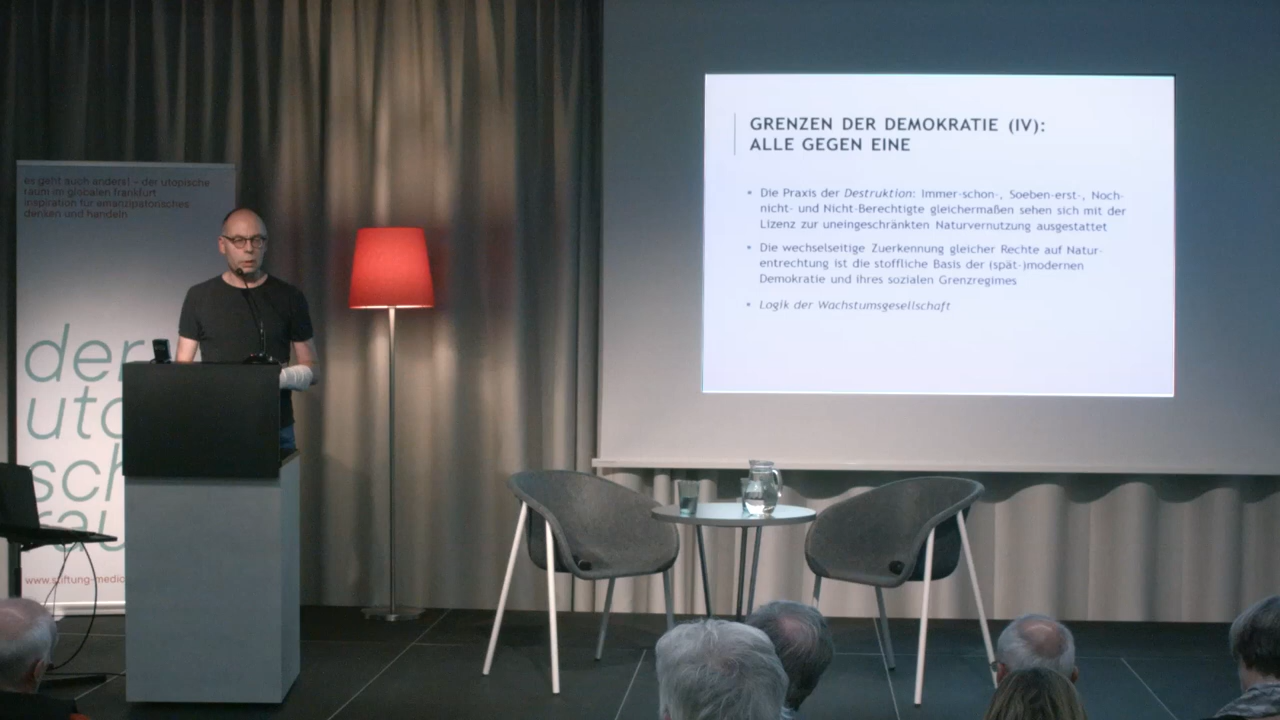 es geht auch anders! – der utopische
raum im globalen frankfurt
inspiration für emanzipatorisches
denken und handeln
der
uto
sch
rau
www.stiftung-medic
GRENZEN DER DEMOKRATIE (IV):
ALLE GEGEN EINE
• Die Praxis der Destruktion: Immer-schon-, Soeben-erst-, Noch-
nicht- und Nicht-Berechtigte gleichermaßen sehen sich mit der
Lizenz zur uneingeschränkten Naturvernutzung ausgestattet
• Die wechselseitige Zuerkennung gleicher Rechte auf Natur-
entrechtung ist die stoffliche Basis der (spät-)modernen
Demokratie und ihres sozialen Grenzregimes
• Logik der Wachstumsgesellschaft